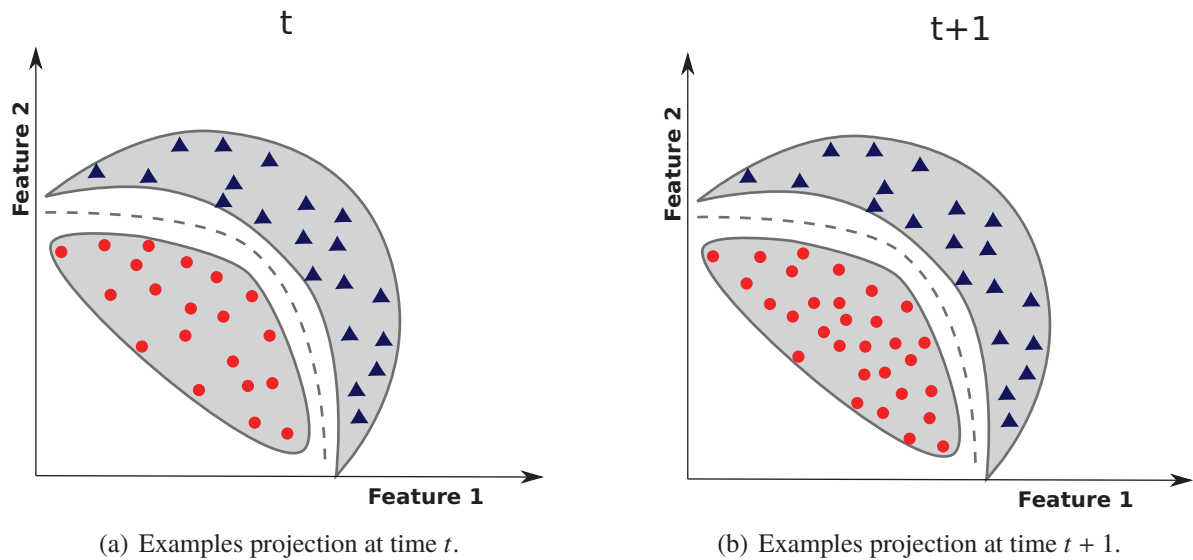 t
Feature 2
Feature 1
(a) Examples projection at time t.
t+1
Feature 2
Feature 1
(b) Examples projection at time t + 1.